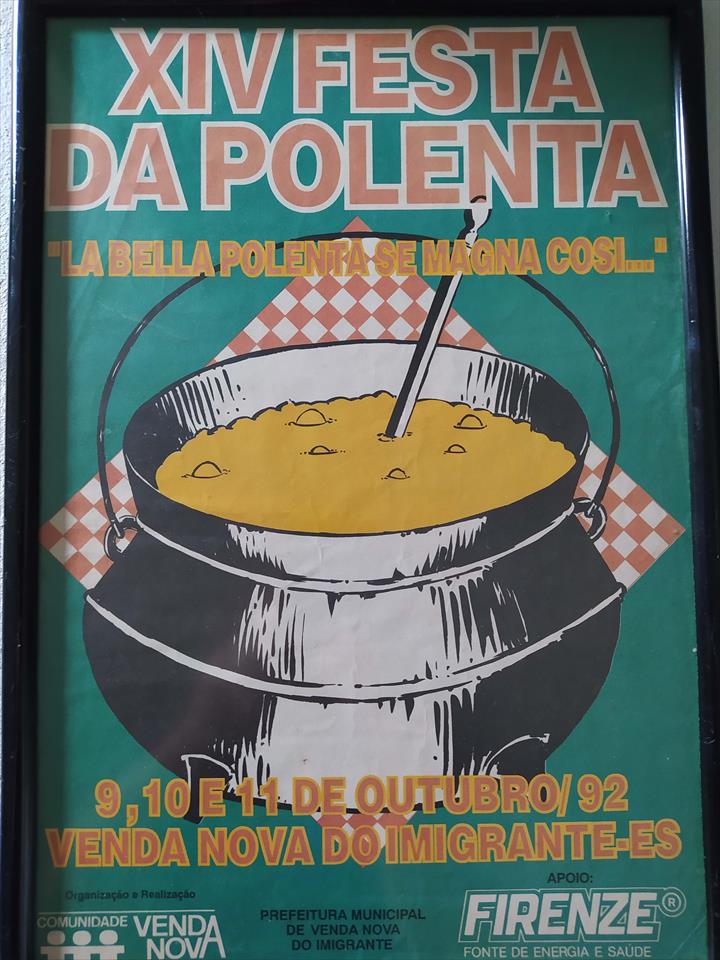 XIV FESTA
DA POLENTA
"LA BELLA POLENTA SE MAGNA COSI...."
9, 10 E 11 DE OUTUBRO/ 92
VENDA NOVA DO IMIGRANTE-ES
Organização e Realização
COMUNIDADE VENDA NOVA
PREFEITURA MUNICIPAL
DE VENDA NOVA
DO IMIGRANTE
APOIO:
FIRENZE®
FONTE DE ENERGIA E SAÚDE